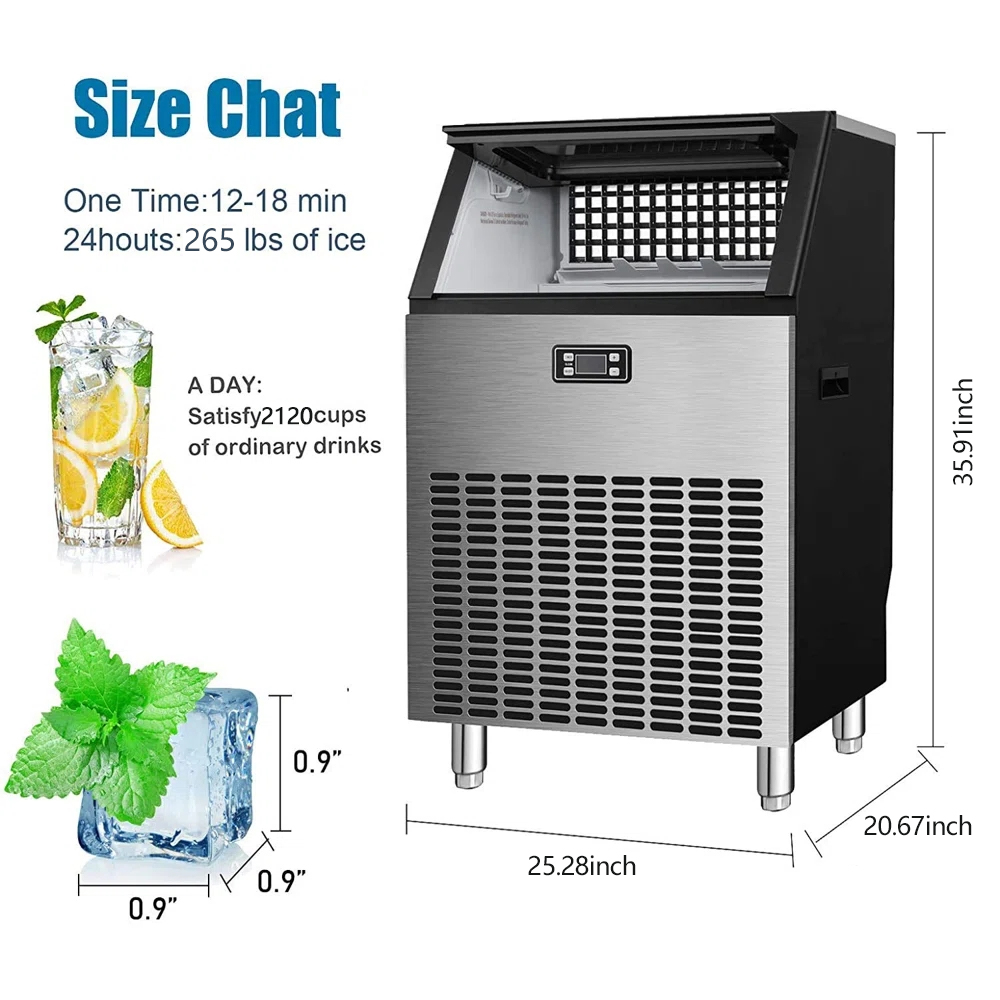 Size Chat
One Time:12-18 min
24houts:265 lbs of ice
A DAY:
Satisfy2120cups
of ordinary drinks
0.9"
0.9"
0.9"
35.91inch
20.67inch
25.28inch